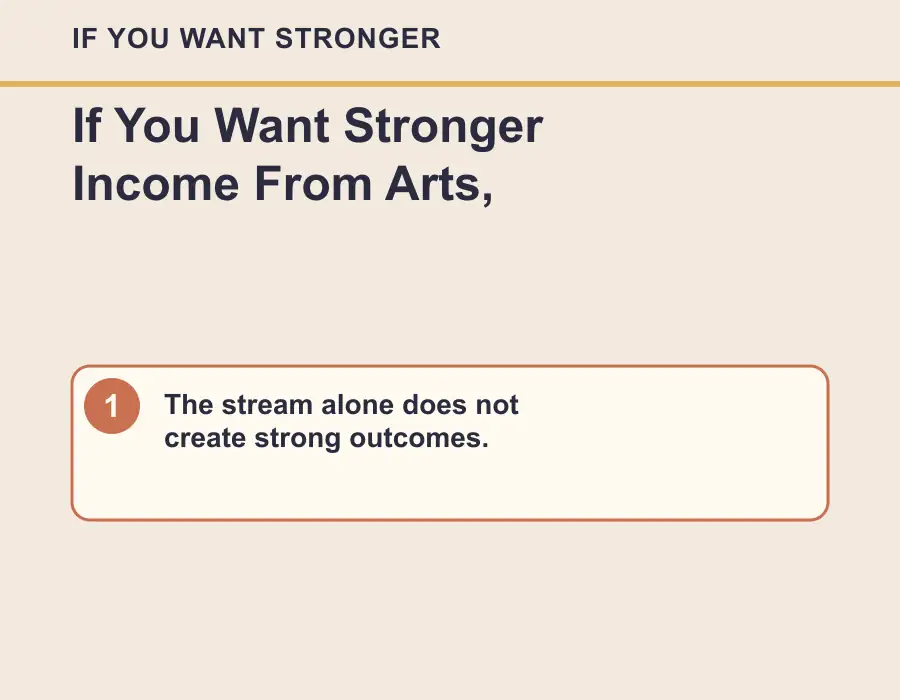 IF YOU WANT STRONGER
If You Want Stronger
Income From Arts,
1
The stream alone does not
create strong outcomes.